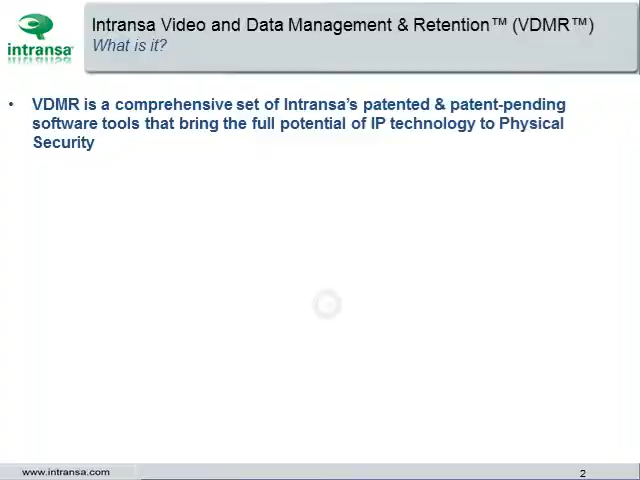 Intransa Video and Data Management & Retention™ (VDMR™)
What is it?
intransa®
• VDMR is a comprehensive set of Intransa's patented & patent-pending
software tools that bring the full potential of IP technology to Physical
Security
www.intransa.com
2